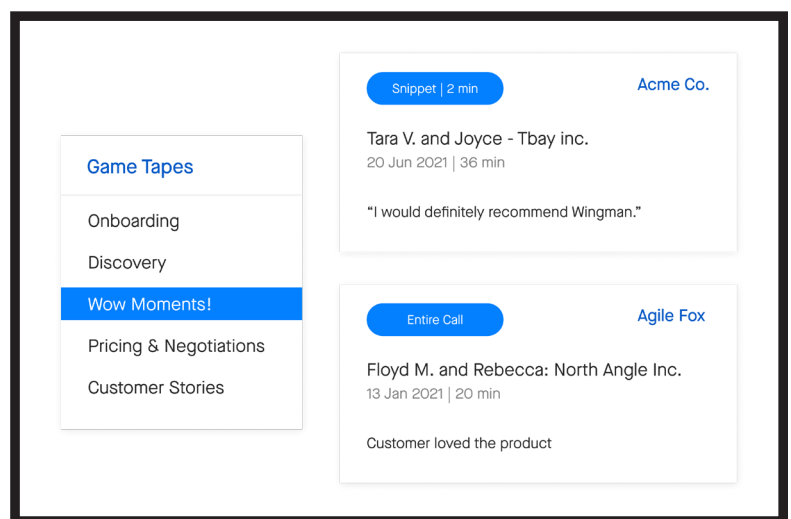 Game Tapes
Onboarding
Discovery
Wow Moments!
Pricing & Negotiations
Customer Stories
Snippet | 2 min
Acme Co.
Tara V. and Joyce - Tbay inc.
20 Jun 2021 | 36 min
“I would definitely recommend Wingman.”
Entire Call
Agile Fox
Floyd M. and Rebecca: North Angle Inc.
13 Jan 2021 | 20 min
Customer loved the product